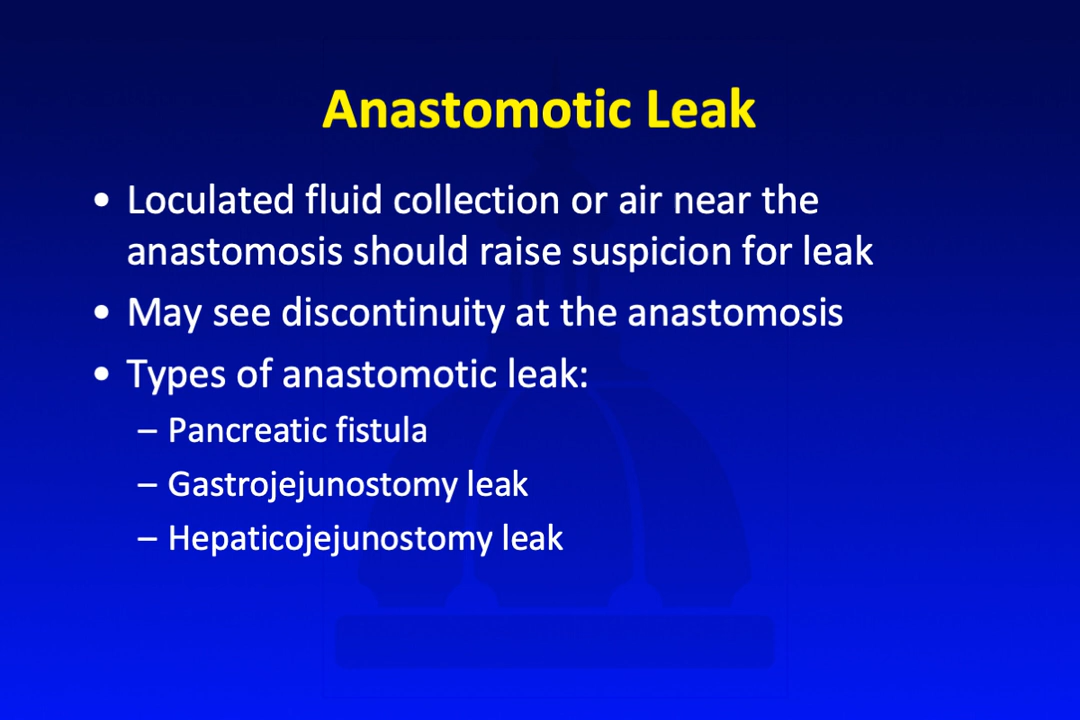 Anastomotic Leak
• Loculated fluid collection or air near the
anastomosis should raise suspicion for leak
• May see discontinuity at the anastomosis
• Types of anastomotic leak:
– Pancreatic fistula
– Gastrojejunostomy leak
– Hepaticojejunostomy leak